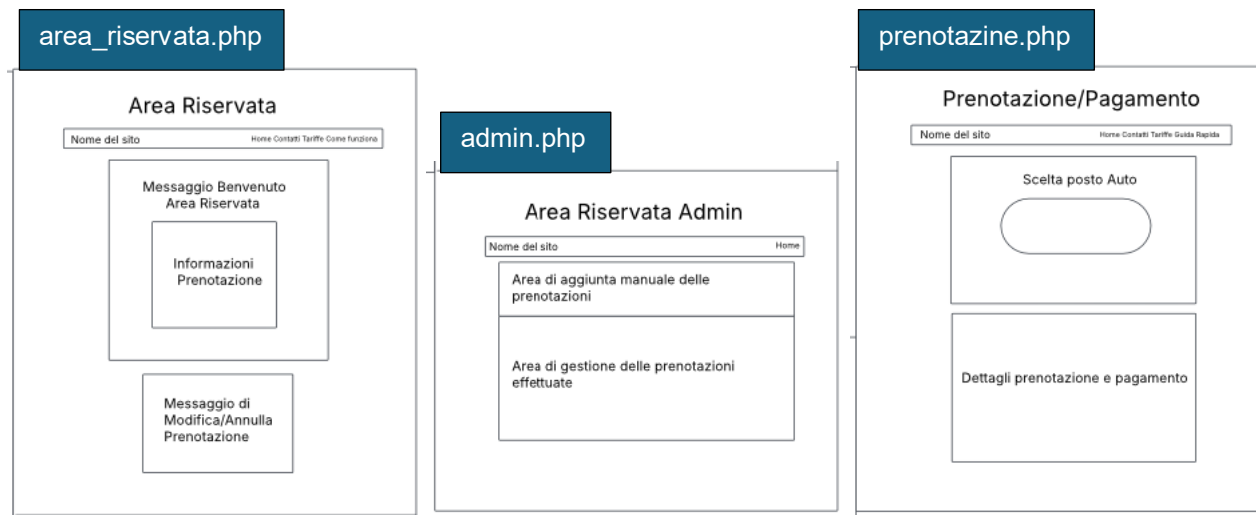 area_riservata.php
Area Riservata
Nome del sito
Home Contatti Tariffe Come funziona
Messaggio Benvenuto
Area Riservata
Informazioni
Prenotazione
Messaggio di
Modifica/Annulla
Prenotazione
admin.php
Area Riservata Admin
Nome del sito
Home
Area di aggiunta manuale delle
prenotazioni
Area di gestione delle prenotazioni
effettuate
prenotazine.php
Prenotazione/Pagamento
Nome del sito
Home Contatti Tariffe Guida Rapida
Scelta posto Auto
Dettagli prenotazione e pagamento